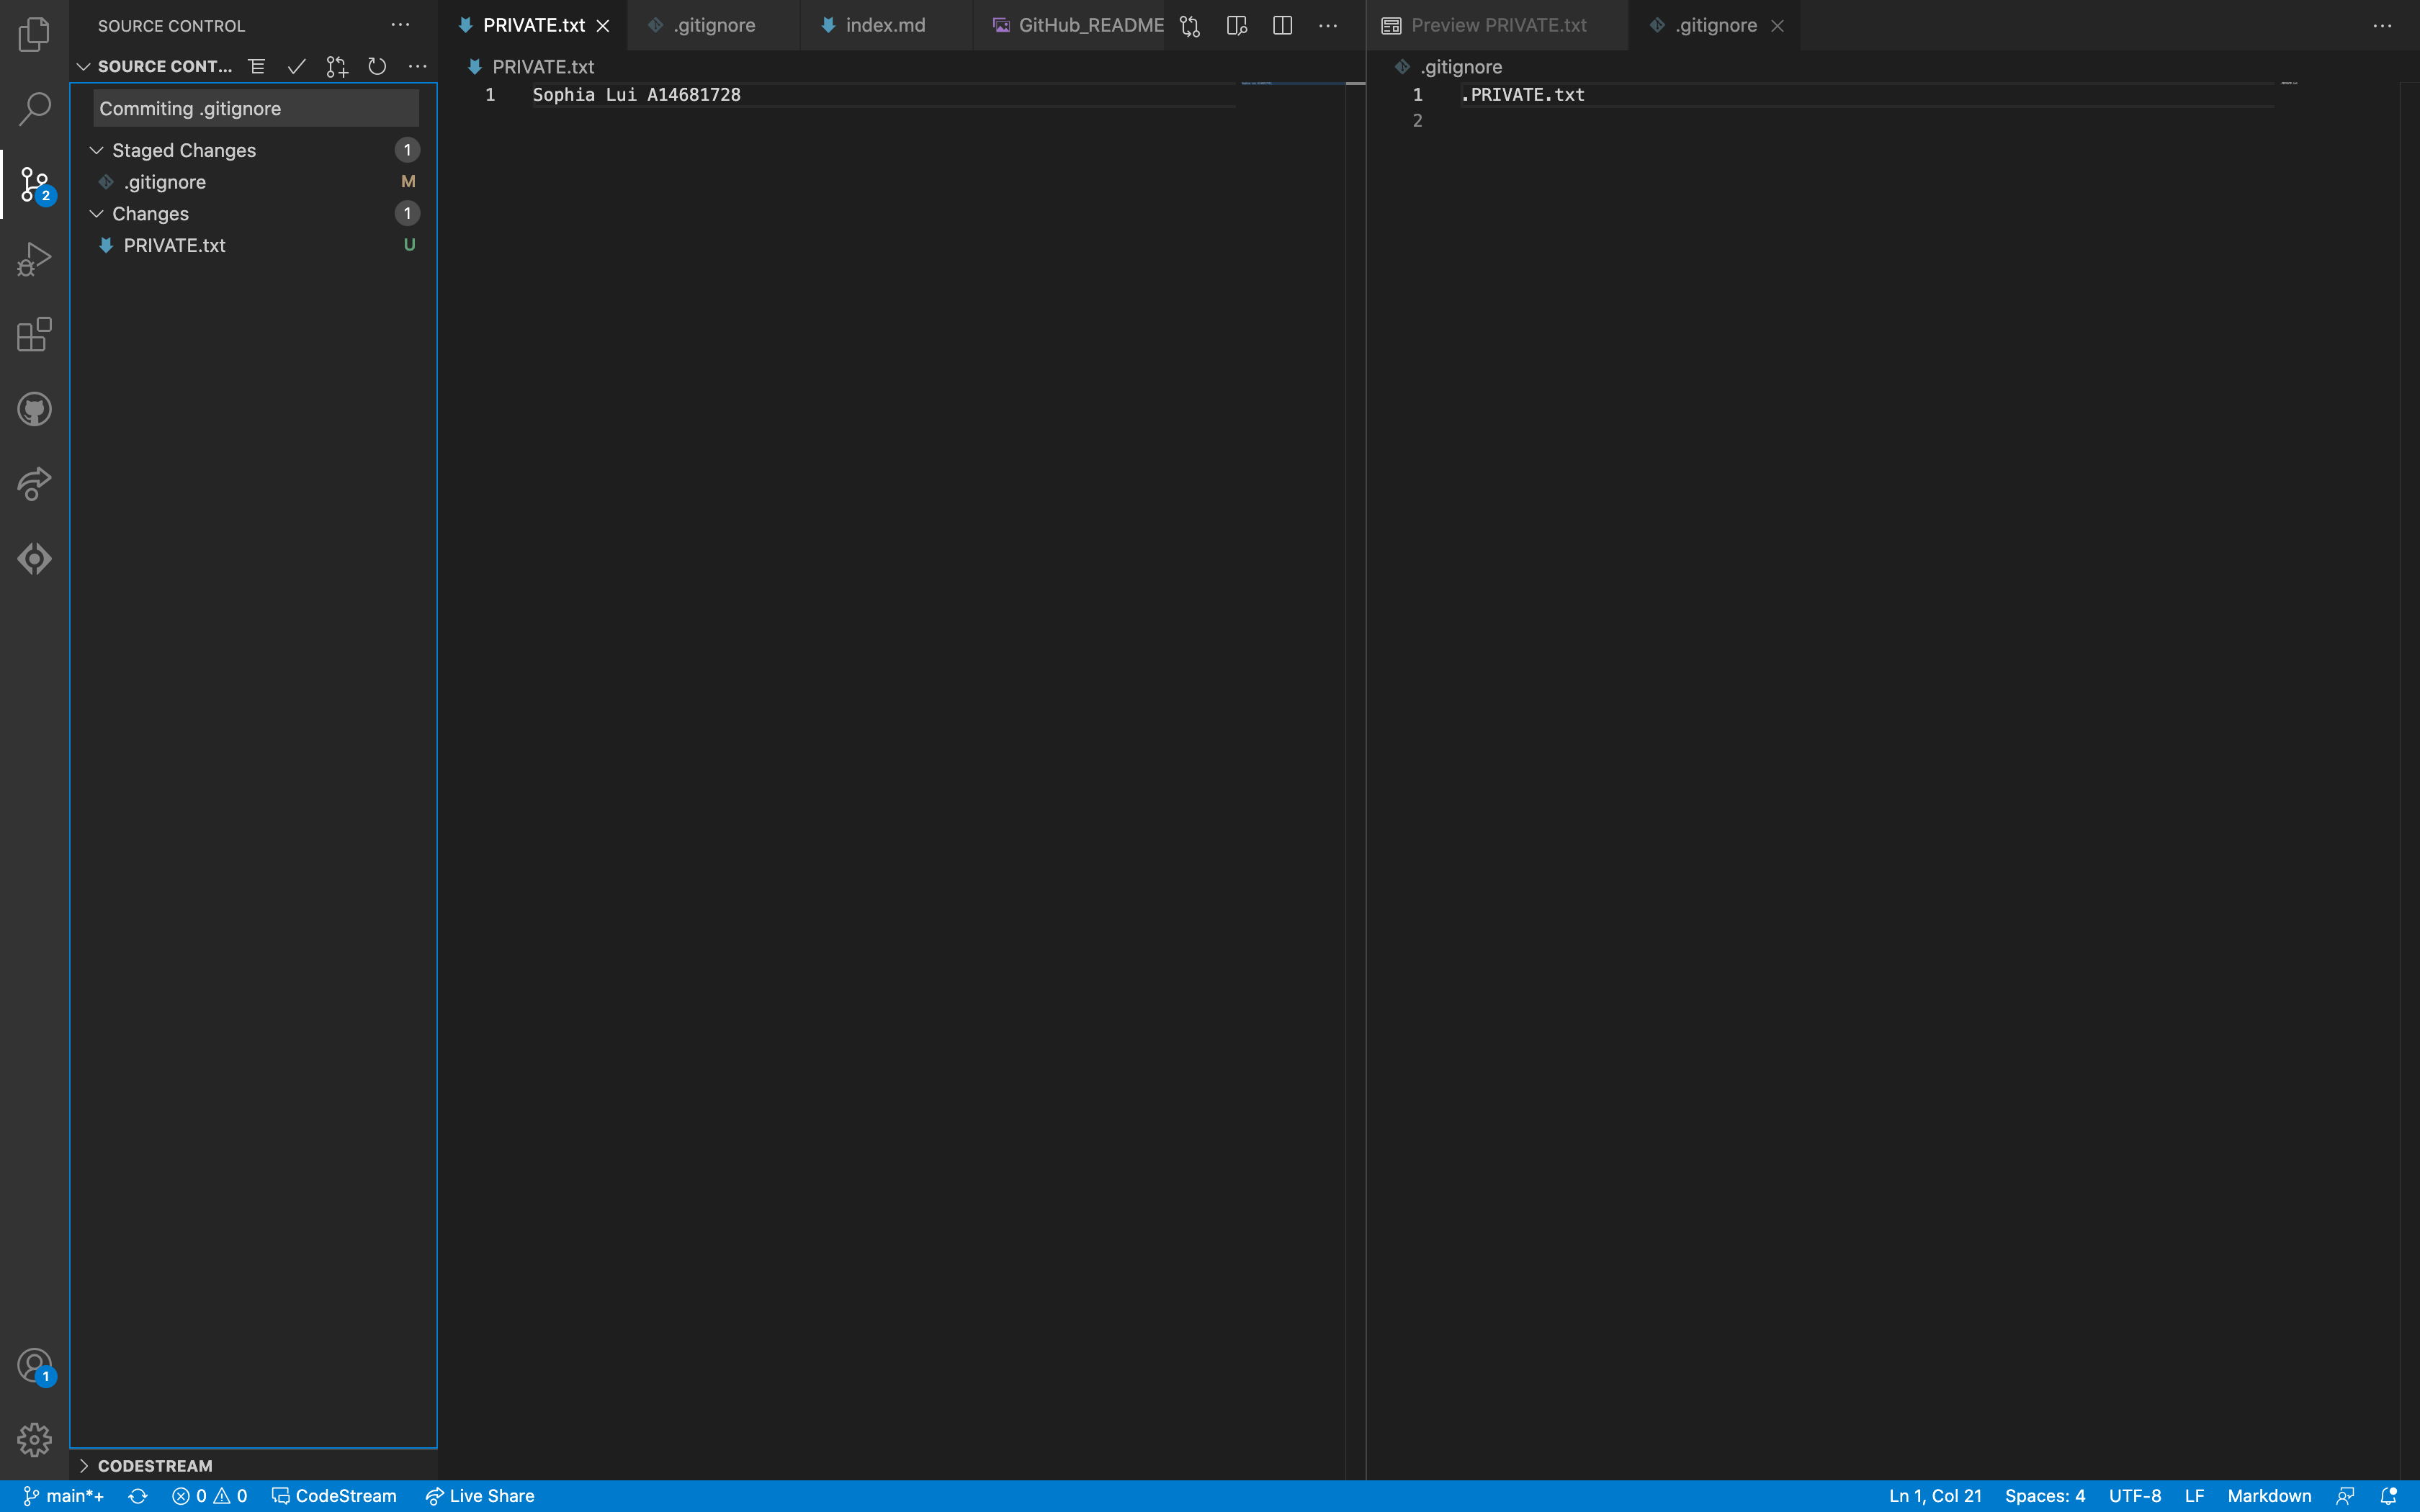 SOURCE CONTROL
SOURCE CONT...
Commiting .gitignore
Staged Changes 1
.gitignore M
Changes 1
PRIVATE.txt U
2
1
CODESTREAM
PRIVATE.txt .gitignore index.md GitHub_README
PRIVATE.txt
1 Sophia Lui A14681728
Preview PRIVATE.txt .gitignore
.gitignore
1 .PRIVATE.txt
2
main*+ 0 0 CodeStream Live Share Ln 1, Col 21 Spaces: 4 UTF-8 LF Markdown